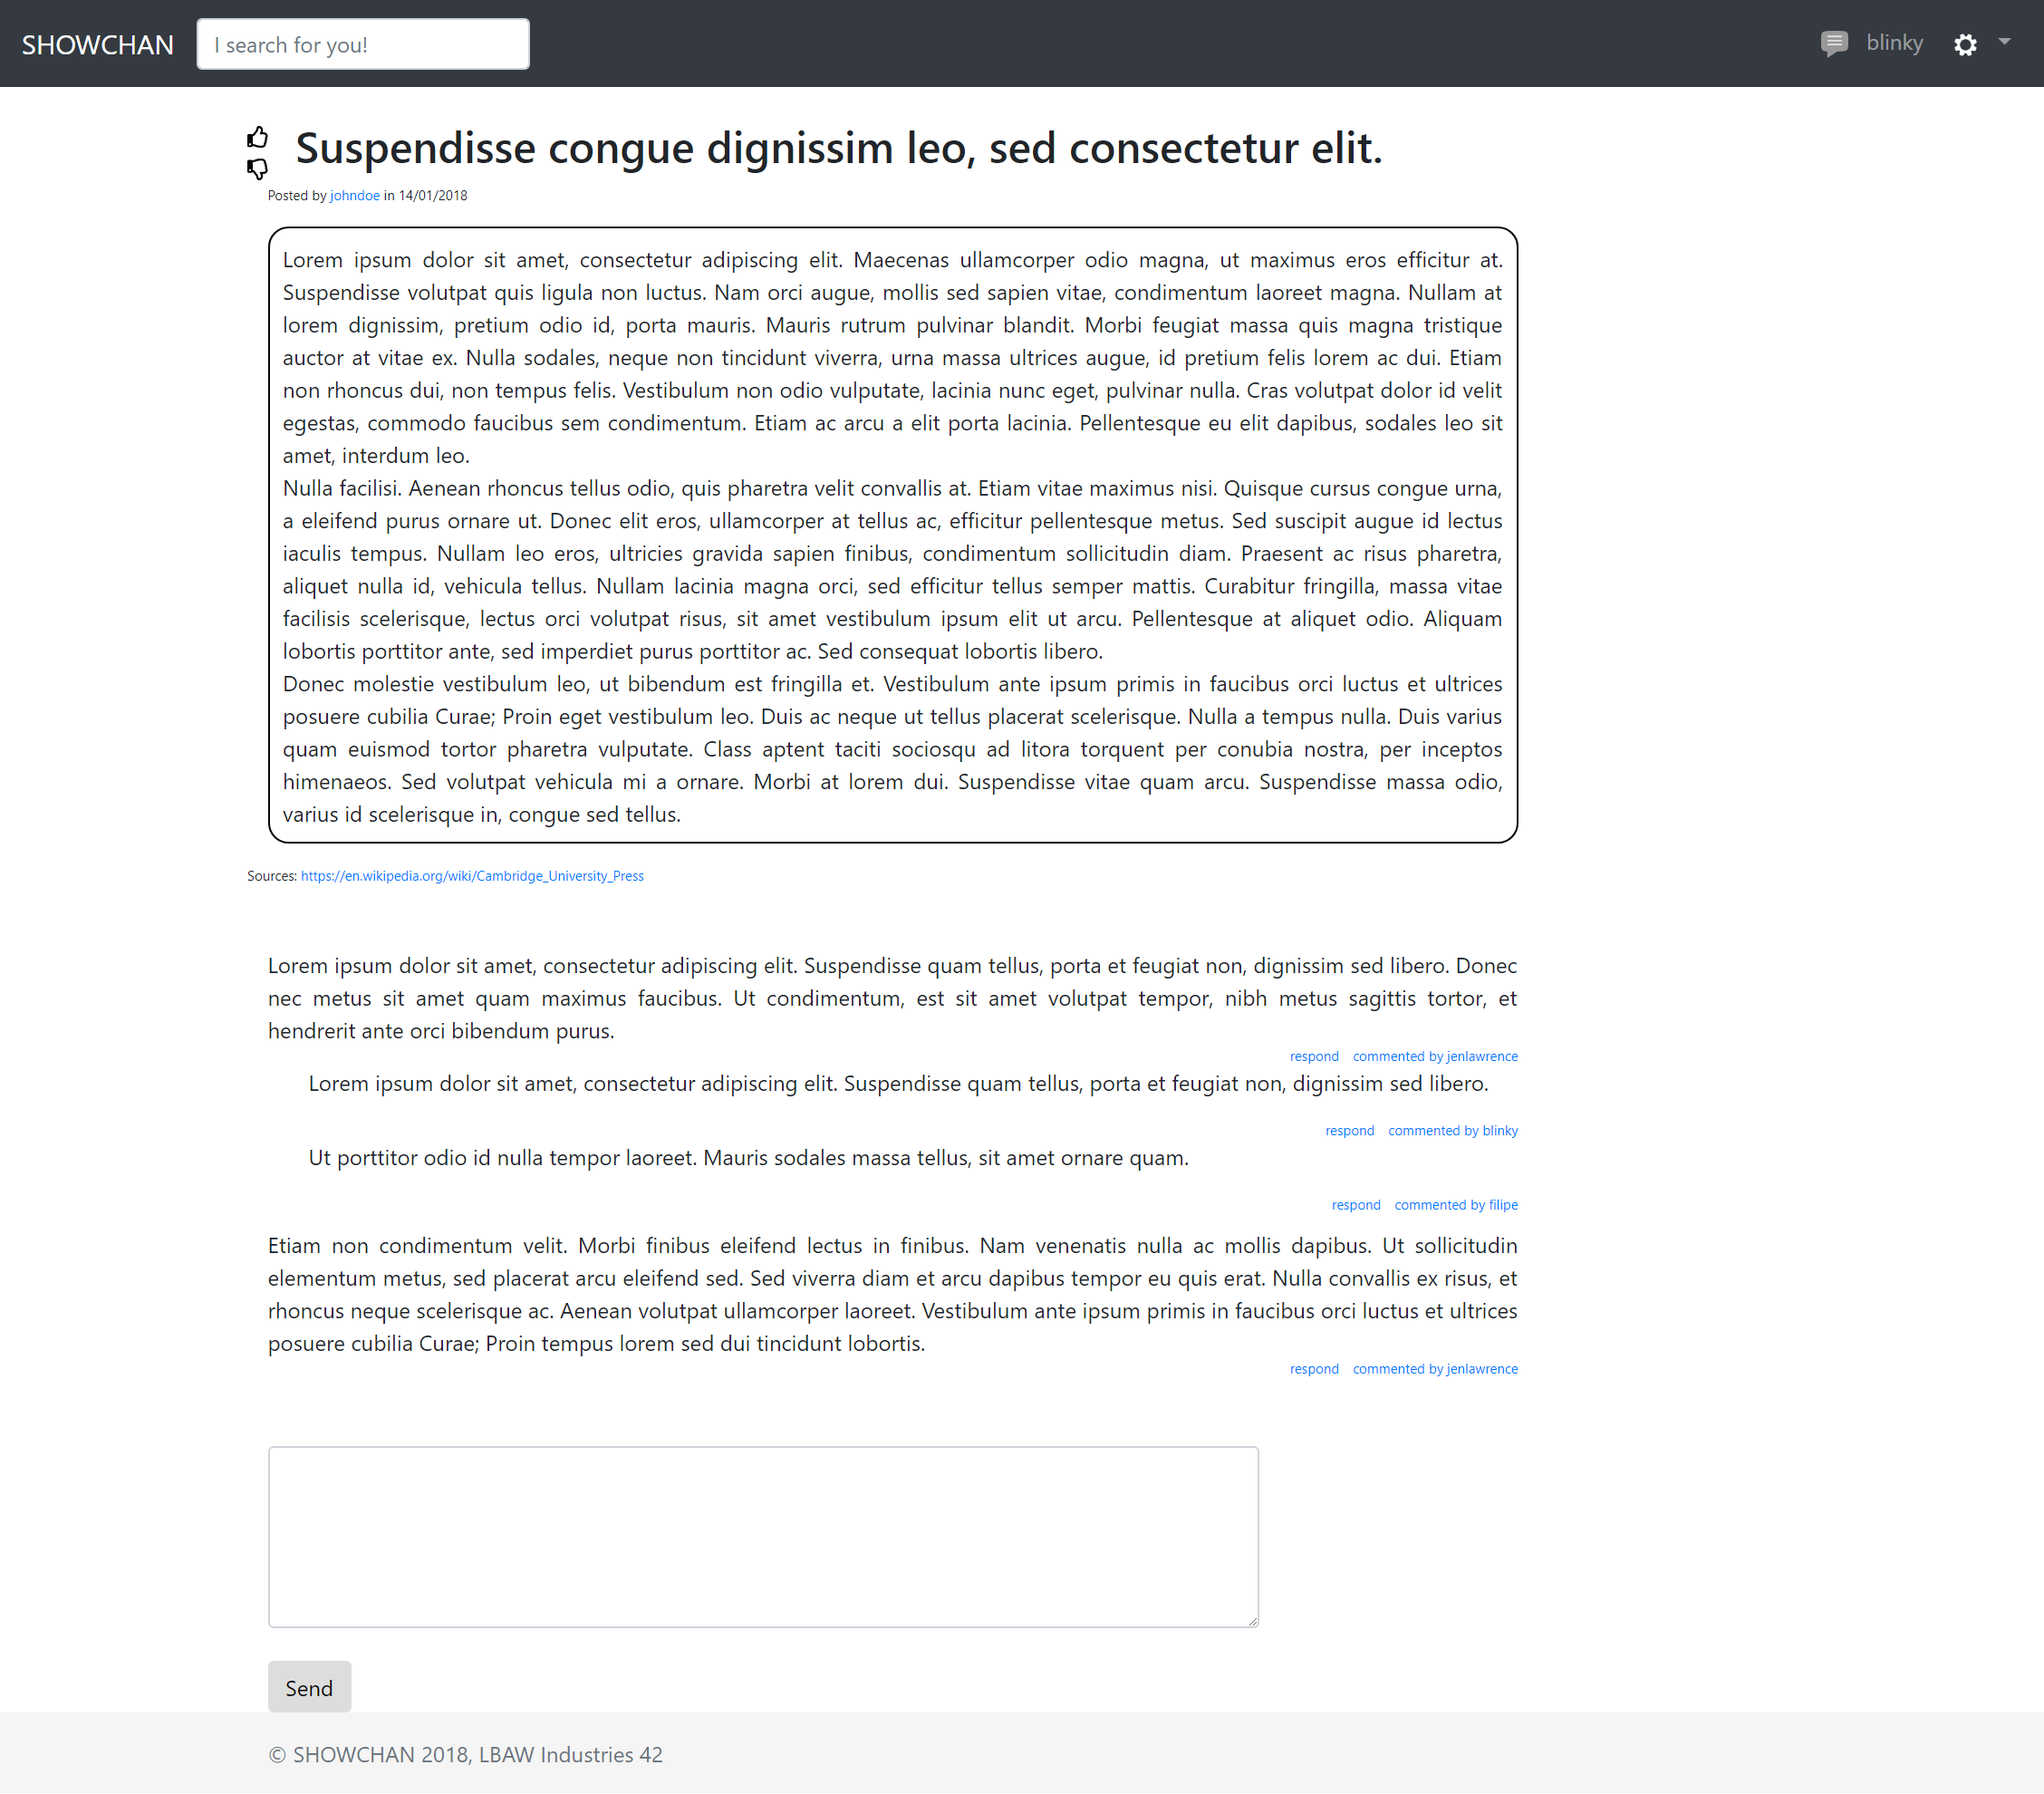 SHOWCHAN I search for you! blinky
Suspendisse congue dignissim leo, sed consectetur elit.
Posted by johndoe in 14/01/2018
Lorem ipsum dolor sit amet, consectetur adipiscing elit. Maecenas ullamcorper odio magna, ut maximus eros efficitur at.
Suspendisse volutpat quis ligula non luctus. Nam orci augue, mollis sed sapien vitae, condimentum laoreet magna. Nullam at
lorem dignissim, pretium odio id, porta mauris. Mauris rutrum pulvinar blandit. Morbi feugiat massa quis magna tristique
auctor at vitae ex. Nulla sodales, neque non tincidunt viverra, urna massa ultrices augue, id pretium felis lorem ac dui. Etiam
non rhoncus dui, non tempus felis. Vestibulum non odio vulputate, lacinia nunc eget, pulvinar nulla. Cras volutpat dolor id velit
egestas, commodo faucibus sem condimentum. Etiam ac arcu a elit porta lacinia. Pellentesque eu elit dapibus, sodales leo sit
amet, interdum leo.
Nulla facilisi. Aenean rhoncus tellus odio, quis pharetra velit convallis at. Etiam vitae maximus nisi. Quisque cursus congue urna,
a eleifend purus ornare ut. Donec elit eros, ullamcorper at tellus ac, efficitur pellentesque metus. Sed suscipit augue id lectus
iaculis tempus. Nullam leo eros, ultricies gravida sapien finibus, condimentum sollicitudin diam. Praesent ac risus pharetra,
aliquet nulla id, vehicula tellus. Nullam lacinia magna orci, sed efficitur tellus semper mattis. Curabitur fringilla, massa vitae
facilisis scelerisque, lectus orci volutpat risus, sit amet vestibulum ipsum elit ut arcu. Pellentesque at aliquet odio. Aliquam
lobortis porttitor ante, sed imperdiet purus porttitor ac. Sed consequat lobortis libero.
Donec molestie vestibulum leo, ut bibendum est fringilla et. Vestibulum ante ipsum primis in faucibus orci luctus et ultrices
posuere cubilia Curae; Proin eget vestibulum leo. Duis ac neque ut tellus placerat scelerisque. Nulla a tempus nulla. Duis varius
quam euismod tortor pharetra vulputate. Class aptent taciti sociosqu ad litora torquent per conubia nostra, per inceptos
himenaeos. Sed volutpat vehicula mi a ornare. Morbi at lorem dui. Suspendisse vitae quam arcu. Suspendisse massa odio,
varius id scelerisque in, congue sed tellus.
Sources: https://en.wikipedia.org/wiki/Cambridge_University_Press
Lorem ipsum dolor sit amet, consectetur adipiscing elit. Suspendisse quam tellus, porta et feugiat non, dignissim sed libero. Donec
nec metus sit amet quam maximus faucibus. Ut condimentum, est sit amet volutpat tempor, nibh metus sagittis tortor, et
hendrerit ante orci bibendum purus.
respond commented by jenlawrence
Lorem ipsum dolor sit amet, consectetur adipiscing elit. Suspendisse quam tellus, porta et feugiat non, dignissim sed libero.
respond commented by blinky
Ut porttitor odio id nulla tempor laoreet. Mauris sodales massa tellus, sit amet ornare quam.
respond commented by filipe
Etiam non condimentum velit. Morbi finibus eleifend lectus in finibus. Nam venenatis nulla ac mollis dapibus. Ut sollicitudin
elementum metus, sed placerat arcu eleifend sed. Sed viverra diam et arcu dapibus tempor eu quis erat. Nulla convallis ex risus, et
rhoncus neque scelerisque ac. Aenean volutpat ullamcorper laoreet. Vestibulum ante ipsum primis in faucibus orci luctus et ultrices
posuere cubilia Curae; Proin tempus lorem sed dui tincidunt lobortis.
respond commented by jenlawrence
Send
© SHOWCHAN 2018, LBAW Industries 42